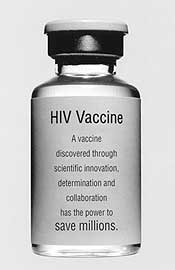 HIV Vaccine
A vaccine
discovered through
scientific innovation,
determination and
collaboration
has the power to
save millions.